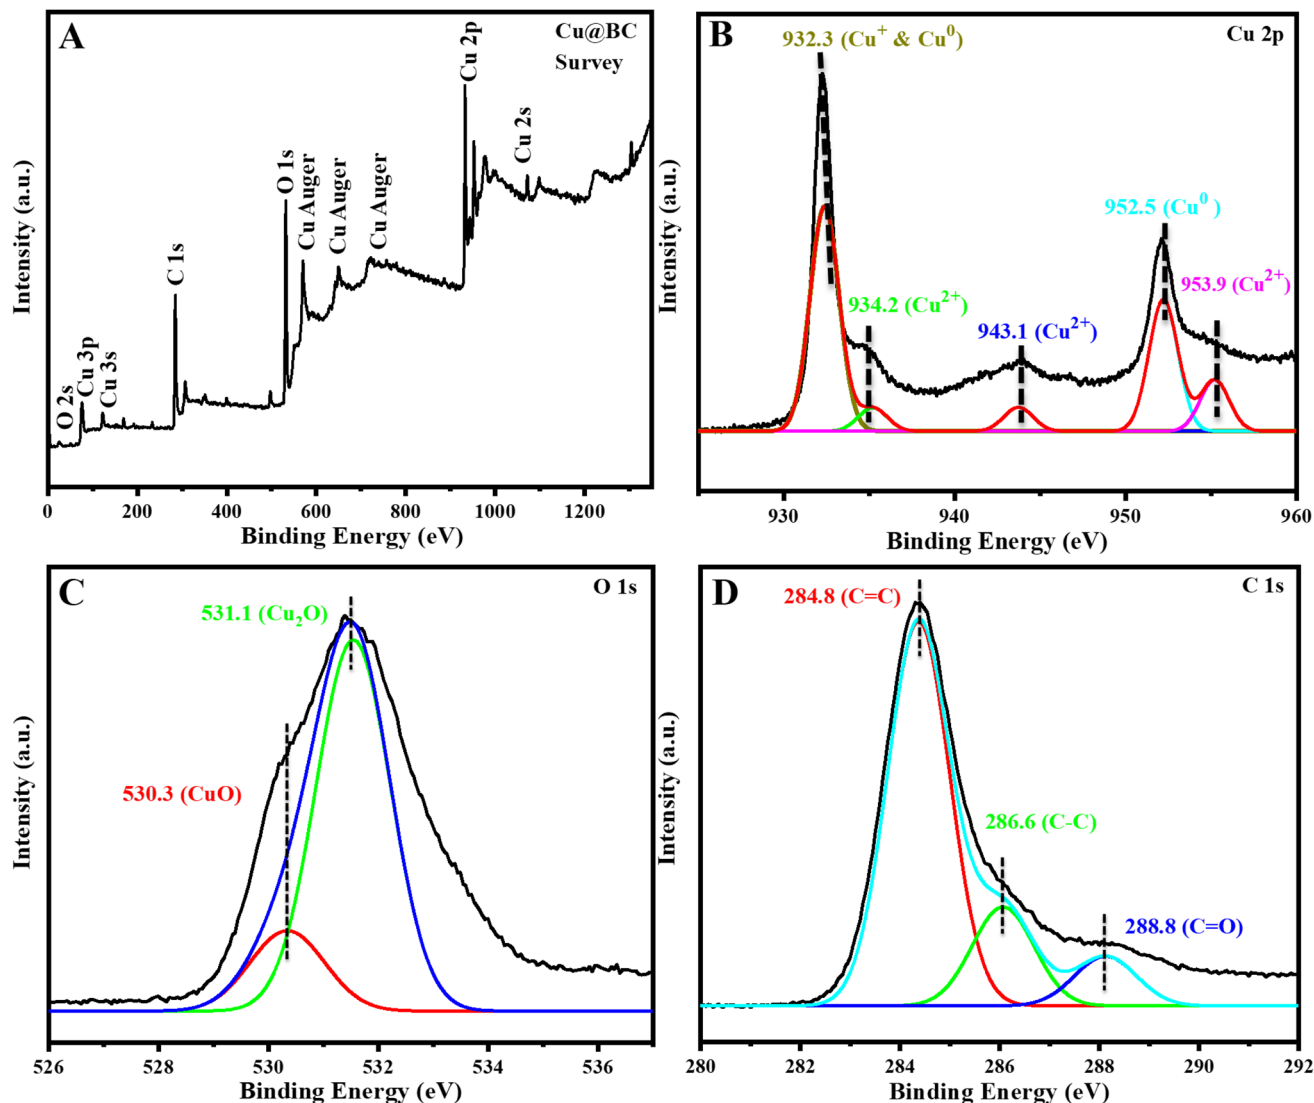 A
Cu@BC
Survey
O 2s
Cu 3p
Cu 3s
C 1s
O 1s
Cu Auger
Cu Auger
Cu Auger
Cu 2p
Cu 2s
Intensity (a.u.)
0 200 400 600 800 1000 1200
Binding Energy (eV)
B
Cu 2p
932.3 (Cu⁺ & Cu⁰)
934.2 (Cu²⁺)
943.1 (Cu²⁺)
952.5 (Cu⁰ )
953.9 (Cu²⁺)
Intensity (a.u.)
930 940 950 960
Binding Energy (eV)
C
O 1s
531.1 (Cu₂O)
530.3 (CuO)
Intensity (a.u.)
526 528 530 532 534 536
Binding Energy (eV)
D
C 1s
284.8 (C=C)
286.6 (C-C)
288.8 (C=O)
Intensity (a.u.)
280 282 284 286 288 290 292
Binding Energy (eV)